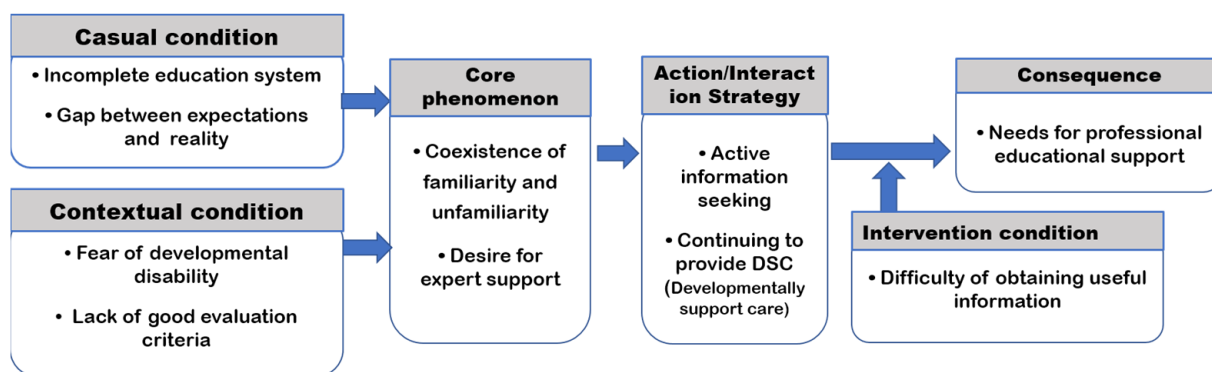 Casual condition
• Incomplete education system
• Gap between expectations
and reality
Contextual condition
• Fear of developmental
disability
• Lack of good evaluation
criteria
Core
phenomenon
• Coexistence of
familiarity and
unfamiliarity
• Desire for
expert support
Action/Interact
ion Strategy
• Active
information
seeking
• Continuing to
provide DSC
(Developmentally
support care)
Consequence
• Needs for professional
educational support
Intervention condition
• Difficulty of obtaining useful
information